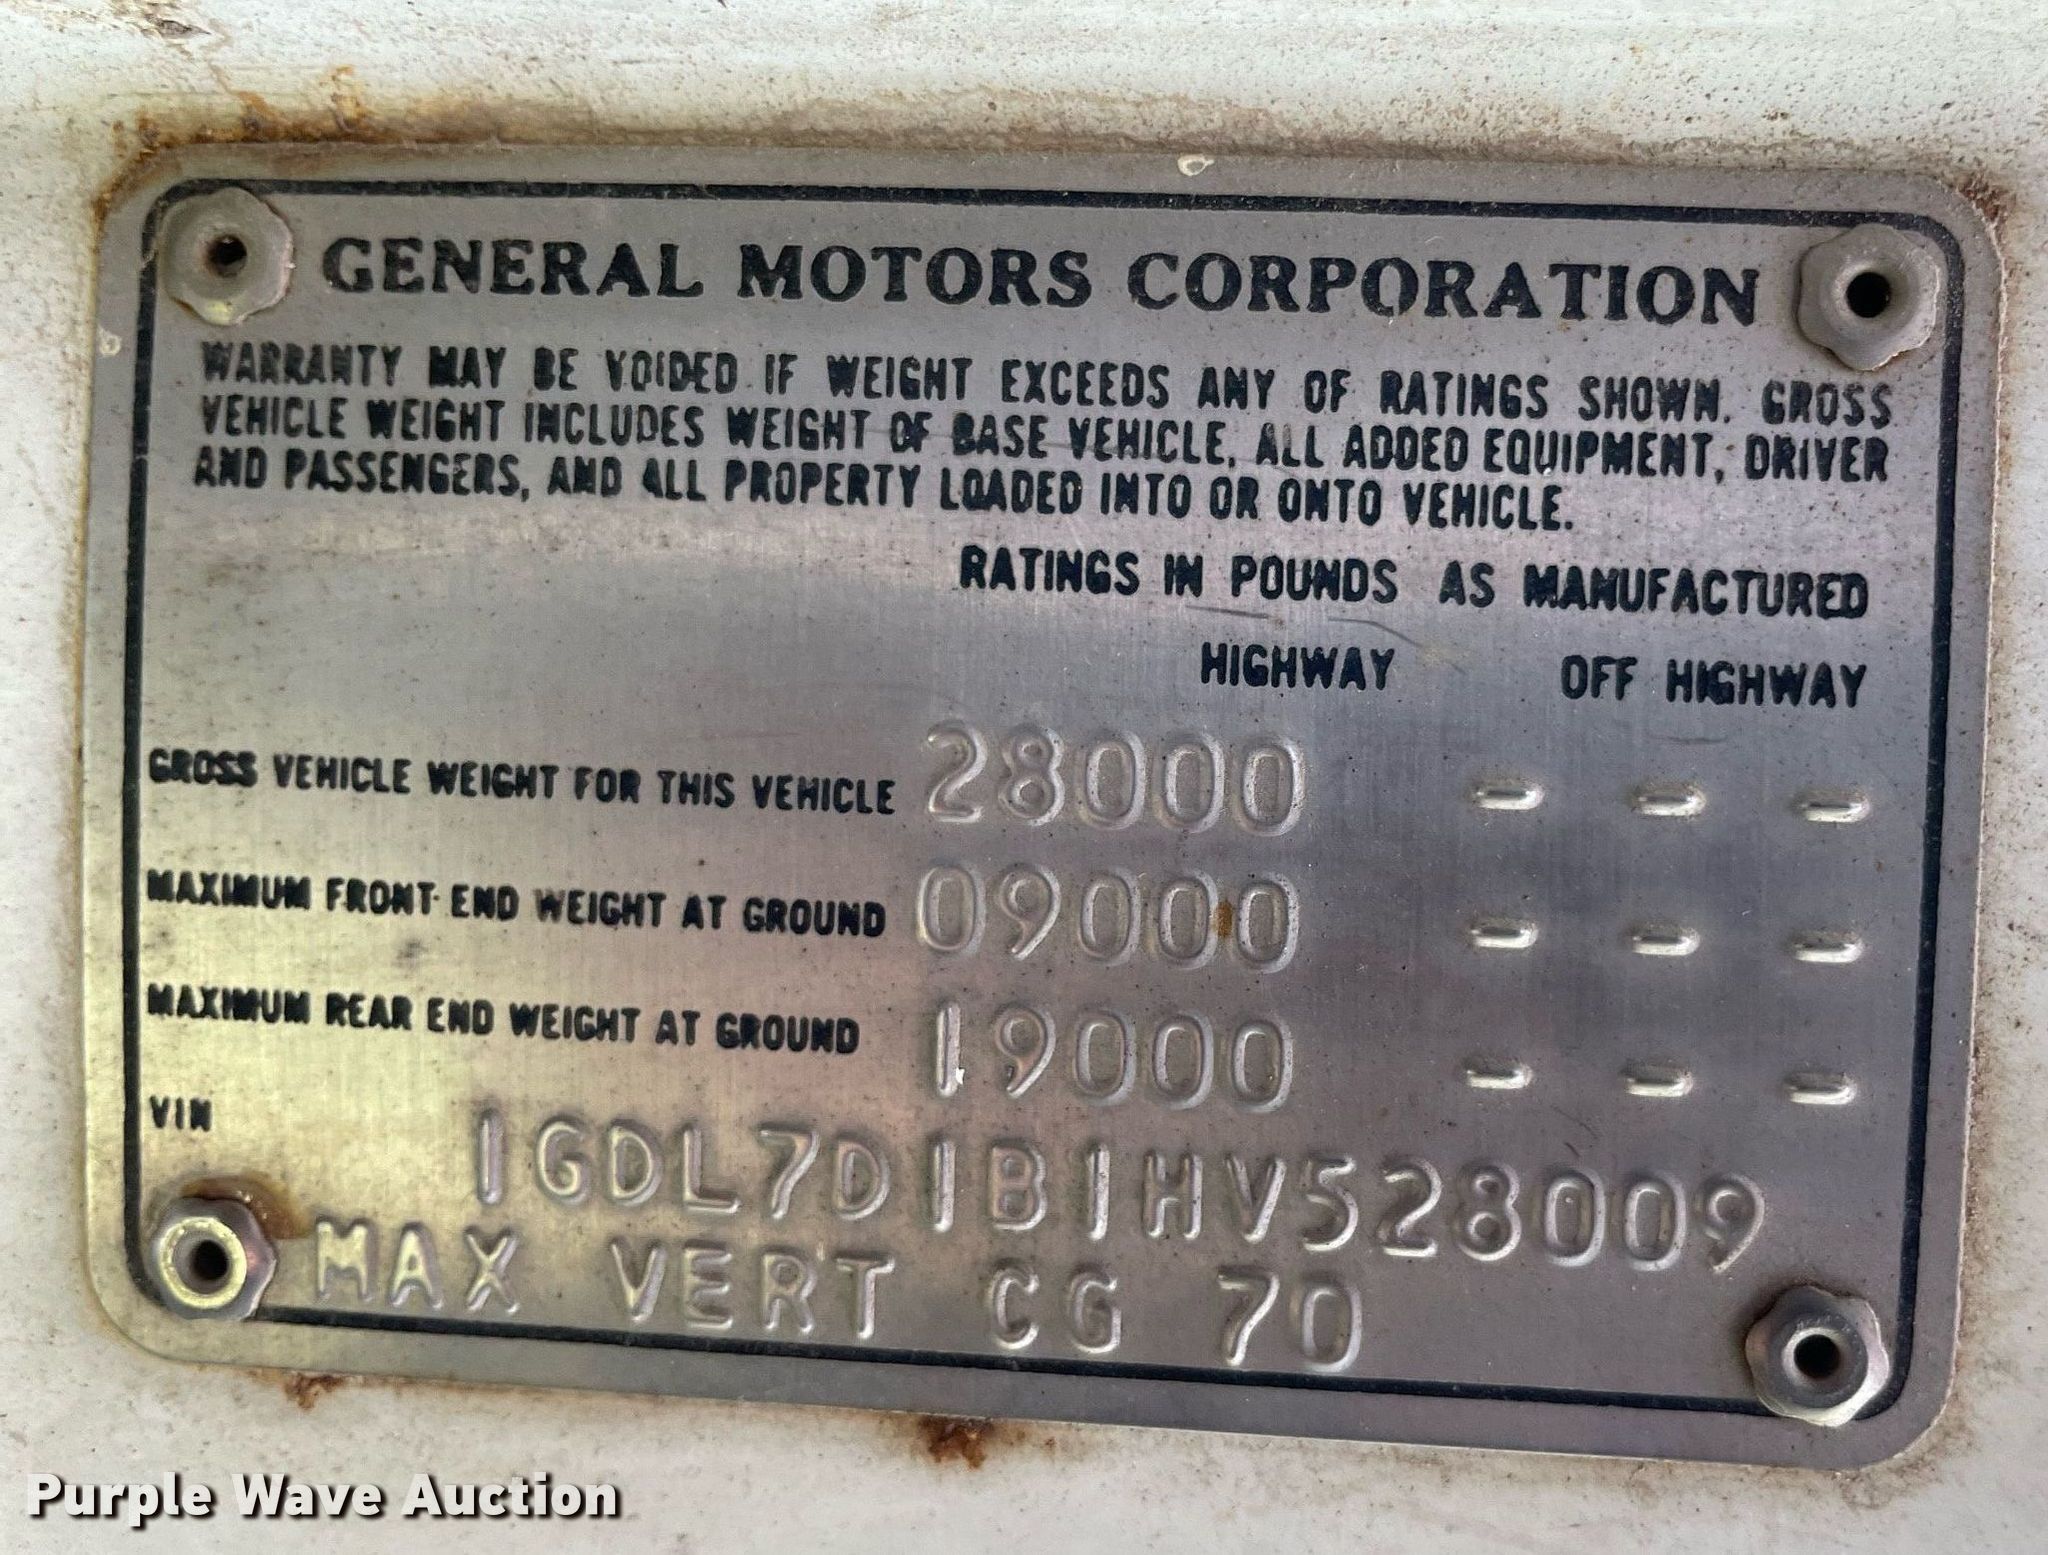 GENERAL MOTORS CORPORATION
WARRANTY MAY BE VOIDED IF WEIGHT EXCEEDS ANY OF RATINGS SHOWN. GROSS
VEHICLE WEIGHT INCLUDES WEIGHT OF BASE VEHICLE, ALL ADDED EQUIPMENT, DRIVER
AND PASSENGERS, AND ALL PROPERTY LOADED INTO OR ONTO VEHICLE.
RATINGS IN POUNDS AS MANUFACTURED
HIGHWAY OFF HIGHWAY
GROSS VEHICLE WEIGHT FOR THIS VEHICLE 28000 - - -
MAXIMUM FRONT END WEIGHT AT GROUND 09000 - - -
MAXIMUM REAR END WEIGHT AT GROUND 19000 - - -
VIN 1GDL7D1B1HV528009
MAX VERT CG 70
Purple Wave Auction